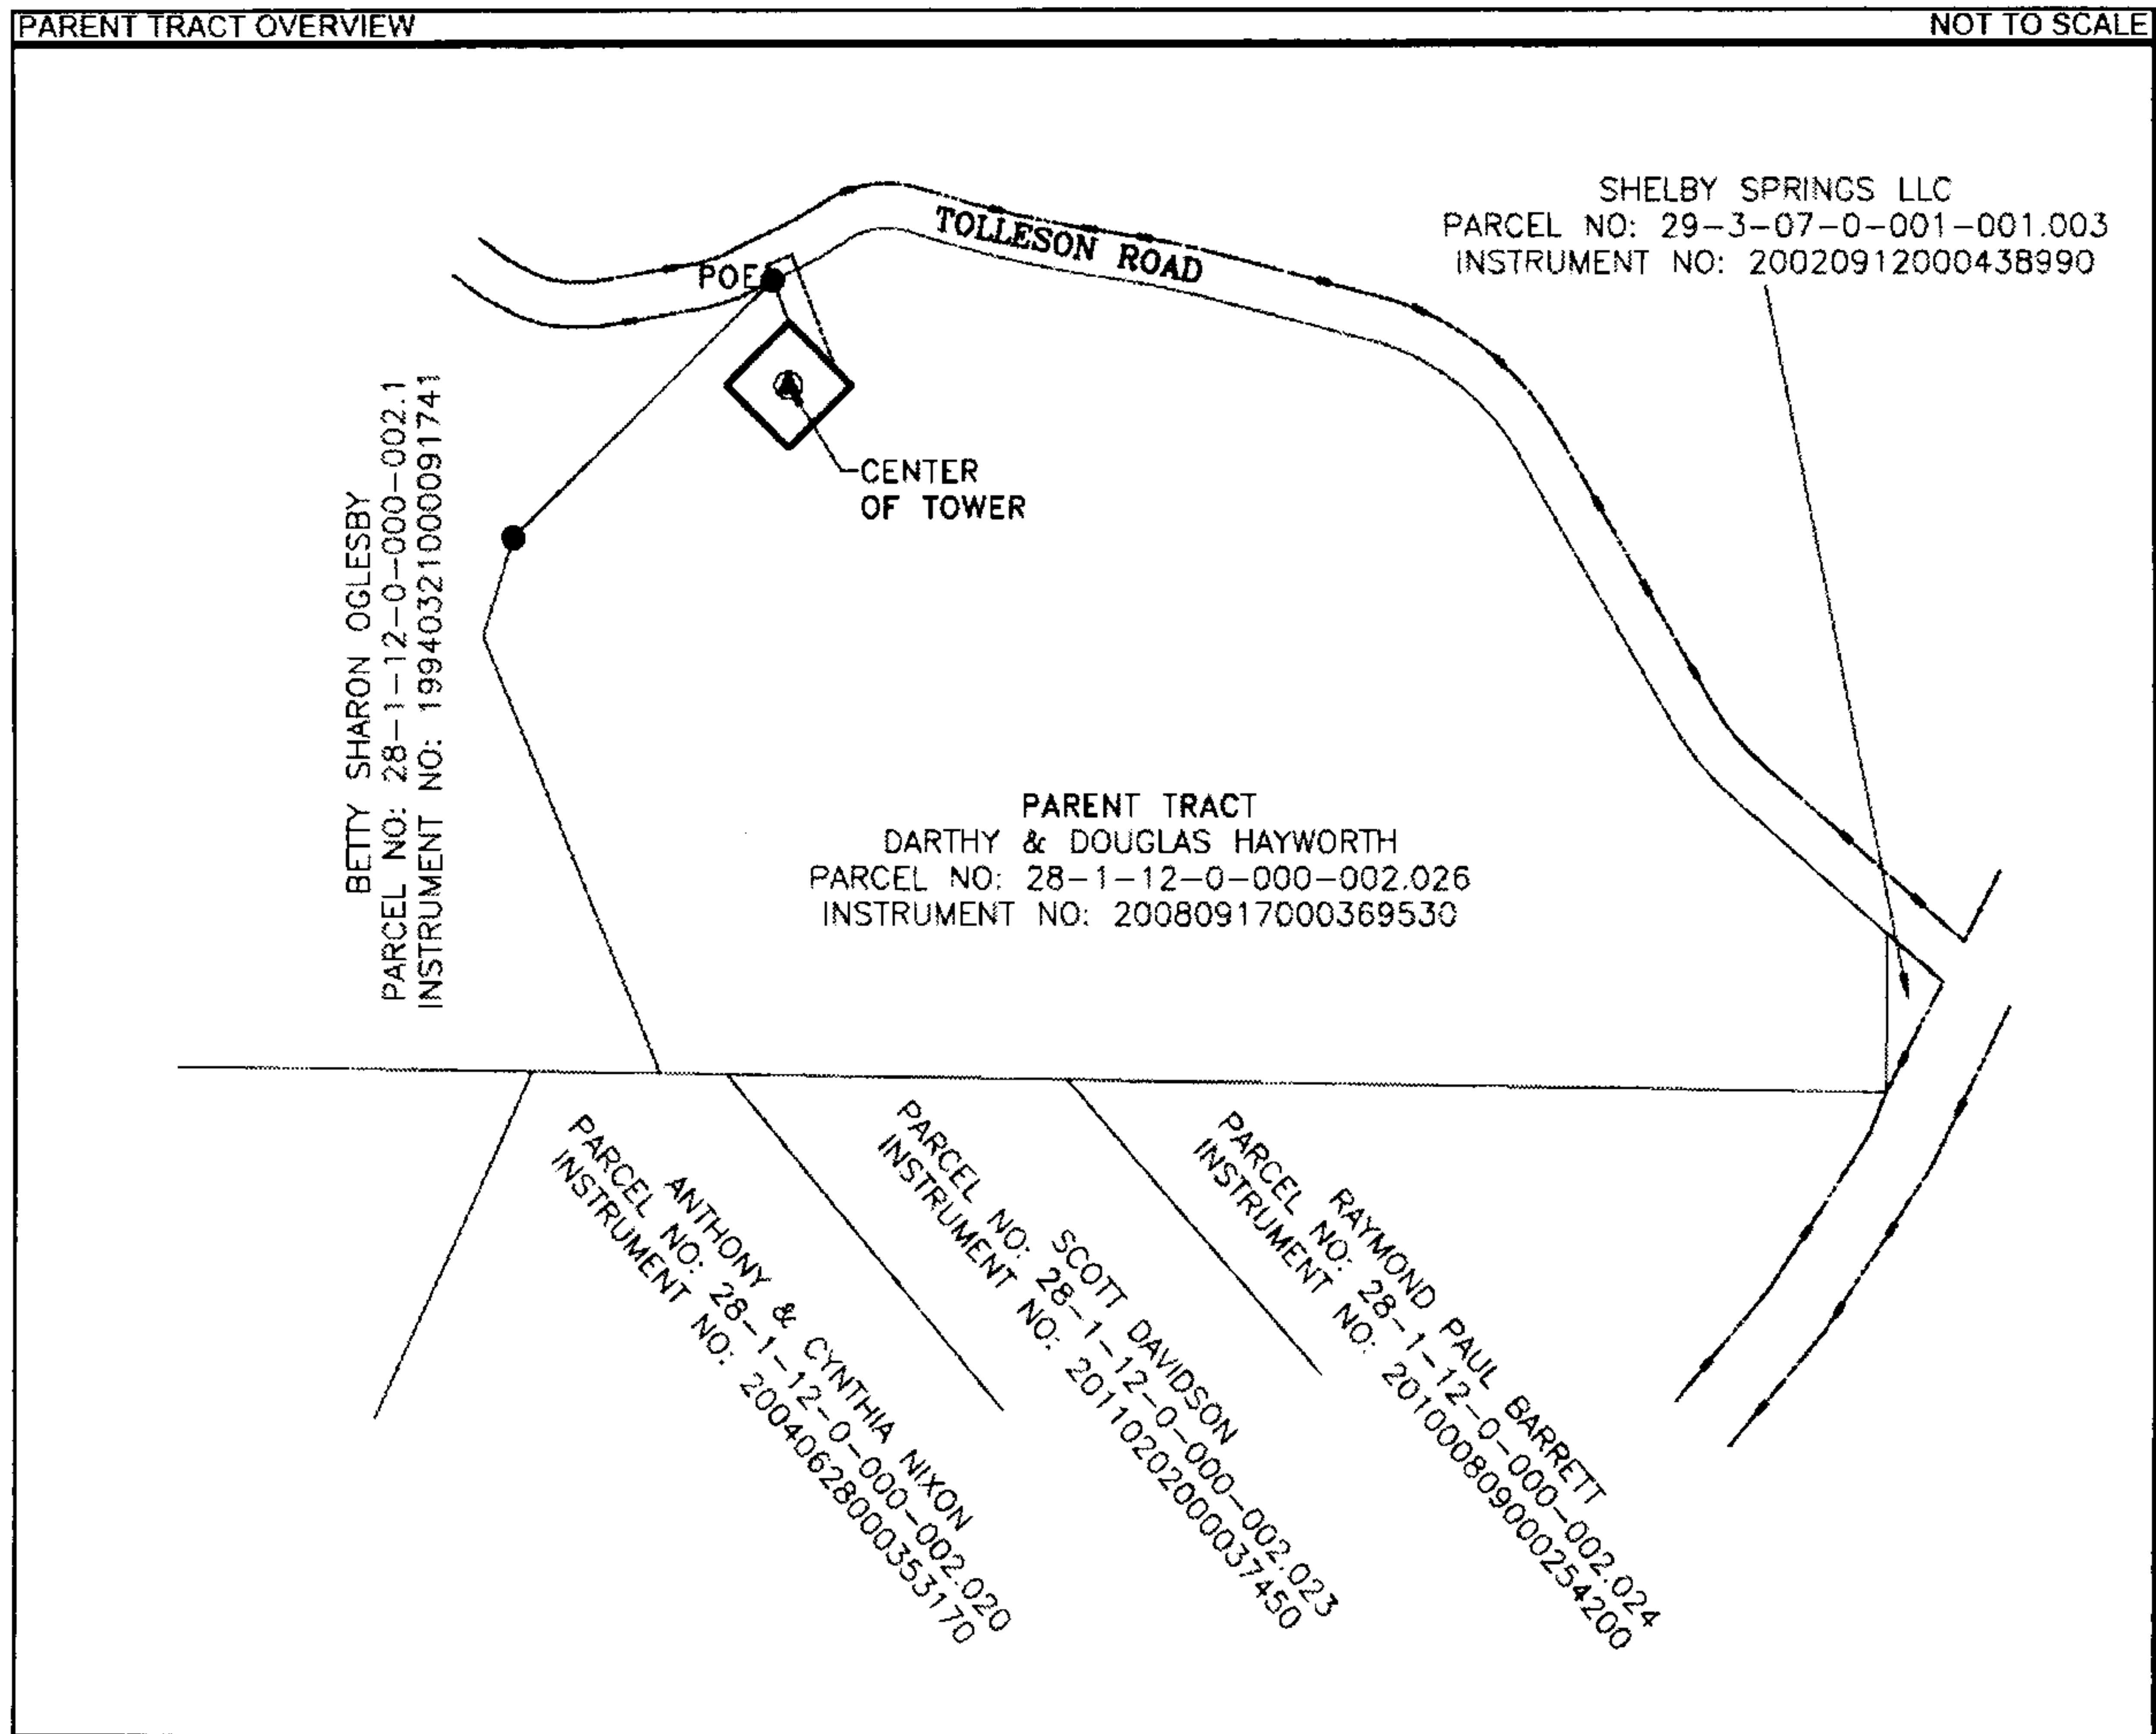 PARENT TRACT OVERVIEW
NOT TO SCALE
SHELBY SPRINGS LLC
PARCEL NO: 29-3-07-0-001-001.003
INSTRUMENT NO: 20020912000438990
TOLLESON ROAD
POE
CENTER
OF TOWER
BETTY SHARON OGLESBY
PARCEL NO: 28-1-12-0-000-002.1
INSTRUMENT NO: 19940321000091741
PARENT TRACT
DARTHY & DOUGLAS HAYWORTH
PARCEL NO: 28-1-12-0-000-002.026
INSTRUMENT NO: 20080917000369530
ANTHONY & CYNTHIA NIXON
PARCEL NO: 28-1-12-0-000-002.020
INSTRUMENT NO: 20040628000353170
SCOTT DAVIDSON
PARCEL NO: 28-1-12-0-000-002.023
INSTRUMENT NO: 20110202000037450
RAYMOND PAUL BARRETT
PARCEL NO: 28-1-12-0-000-002.024
INSTRUMENT NO: 201000809000254200